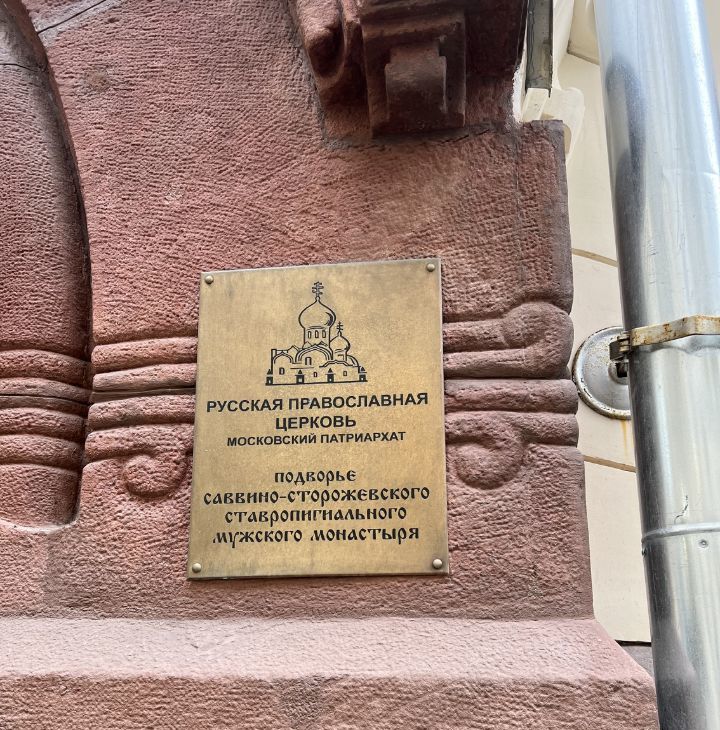 РУССКАЯ ПРАВОСЛАВНАЯ
ЦЕРКОВЬ
МОСКОВСКИЙ ПАТРИАРХАТ
ПОДВОРЬЕ
САВВИНО-СТОРОЖЕВСКОГО
СТАВРОПИГИАЛЬНОГО
МУЖСКОГО МОНАСТЫРЯ